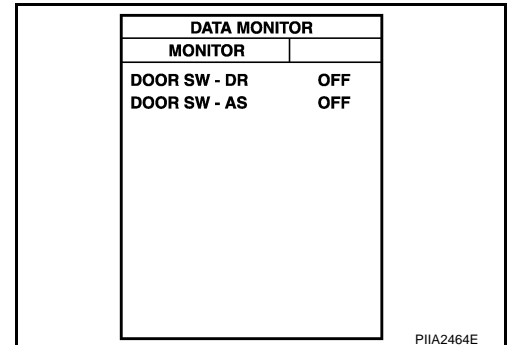 DATA MONITOR
MONITOR
DOOR SW - DR OFF
DOOR SW - AS OFF
PIIA2464E